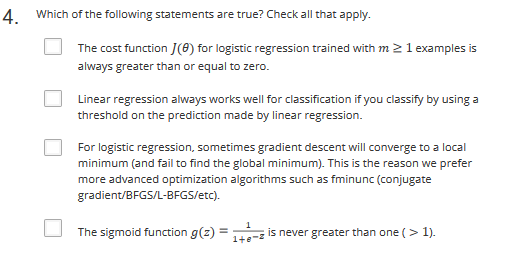 4. Which of the following statements are true? Check all that apply.
The cost function J(θ) for logistic regression trained with m ≥ 1 examples is
always greater than or equal to zero.
Linear regression always works well for classification if you classify by using a
threshold on the prediction made by linear regression.
For logistic regression, sometimes gradient descent will converge to a local
minimum (and fail to find the global minimum). This is the reason we prefer
more advanced optimization algorithms such as fminunc (conjugate
gradient/BFGS/L-BFGS/etc).
The sigmoid function g(z) = 1/(1+e^−z) is never greater than one ( > 1).